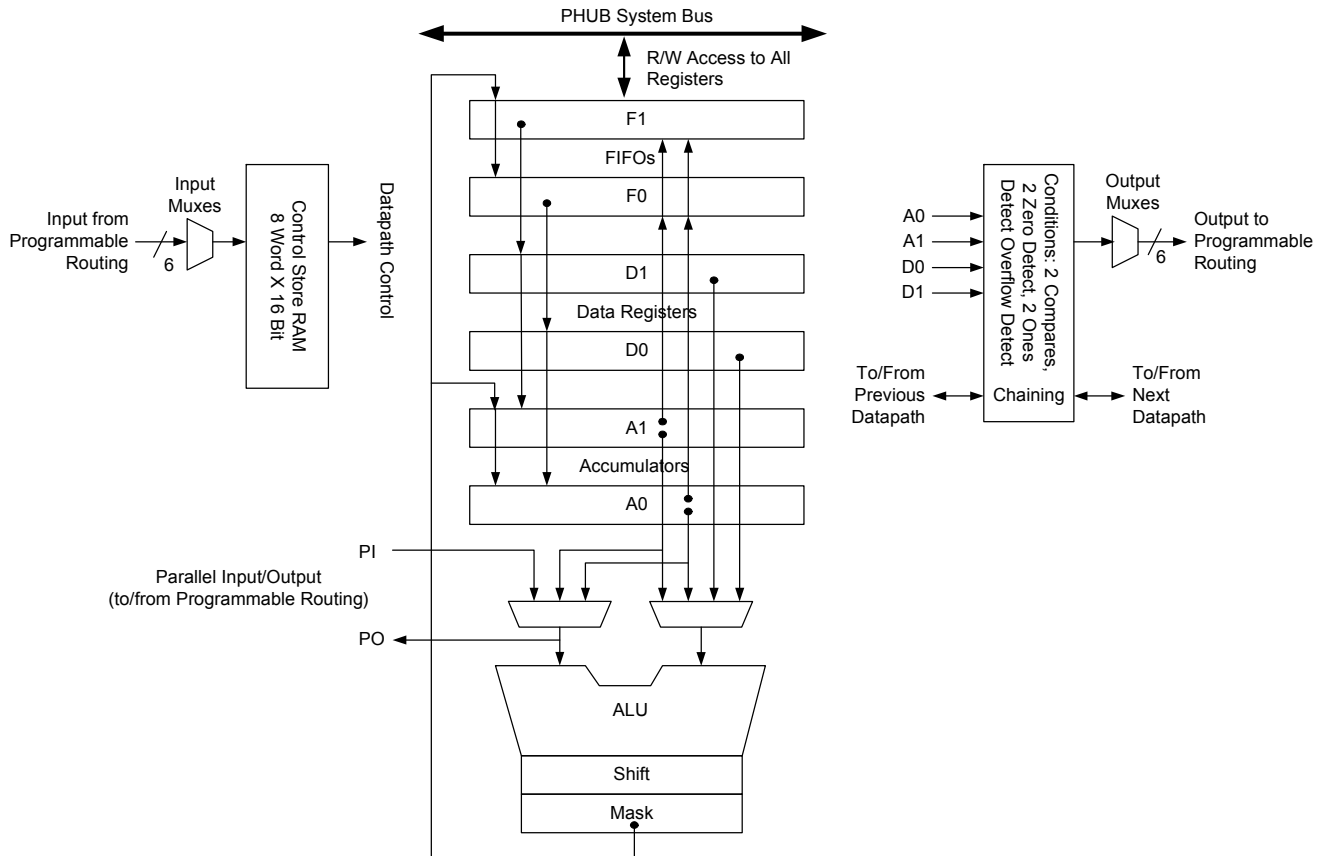 PHUB System Bus
R/W Access to All
Registers
F1
FIFOs
F0
D1
Data Registers
D0
A1
Accumulators
A0
Input from
Programmable
Routing
6
Input
Muxes
Control Store RAM
8 Word X 16 Bit
Datapath Control
A0
A1
D0
D1
Conditions: 2 Compares,
2 Zero Detect, 2 Ones
Detect Overflow Detect
Chaining
Output
Muxes
6
Output to
Programmable
Routing
To/From
Previous
Datapath
To/From
Next
Datapath
PI
Parallel Input/Output
(to/from Programmable Routing)
PO
ALU
Shift
Mask